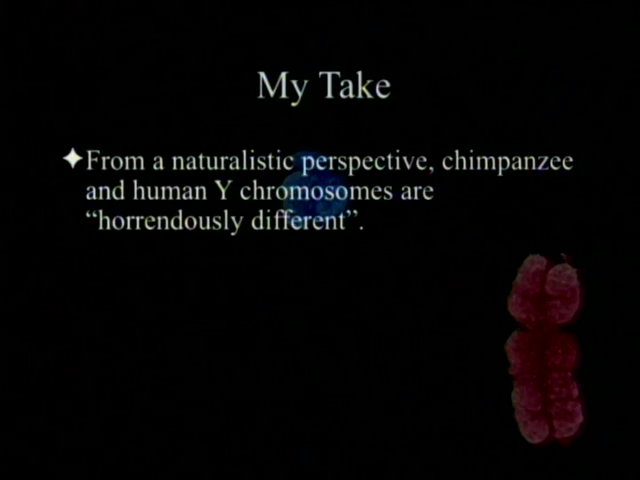 My Take
From a naturalistic perspective, chimpanzee
and human Y chromosomes are
“horrendously different”.